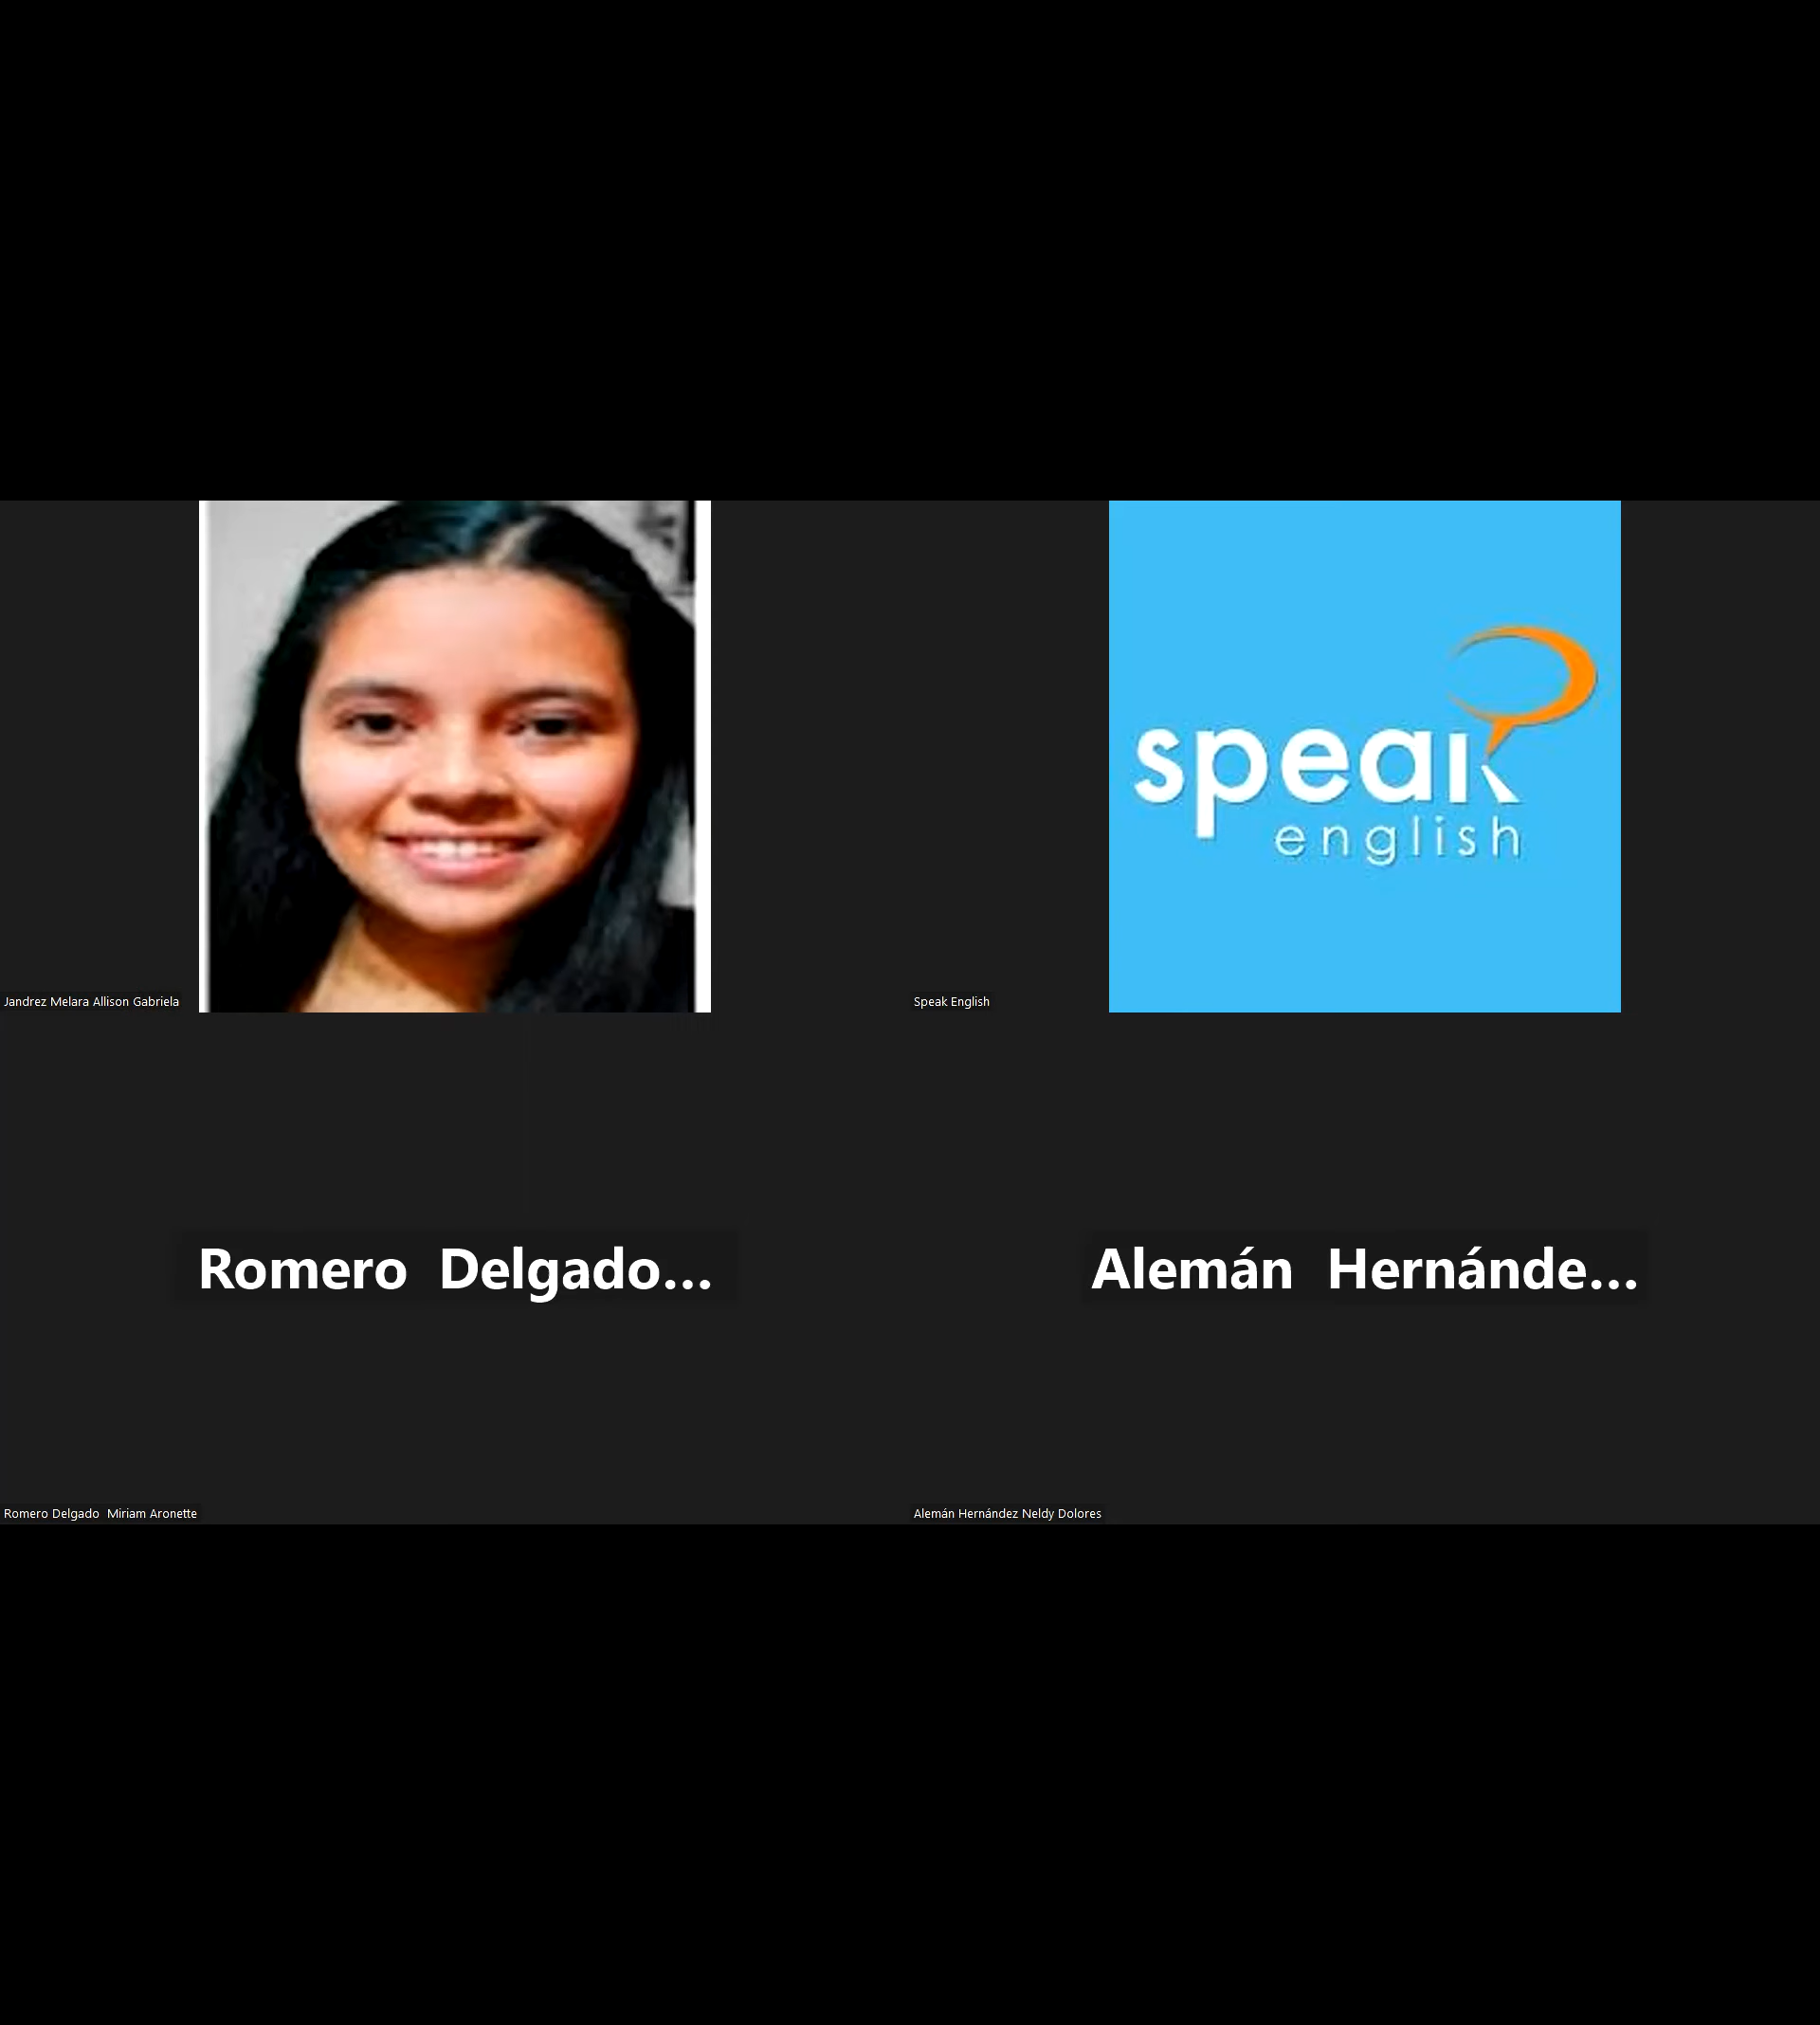 speak
english
Jandrez Melara Allison Gabriela
Speak English
Romero Delgado...
Alemán Hernánde...
Romero Delgado Miriam Aronette
Alemán Hernández Neldy Dolores